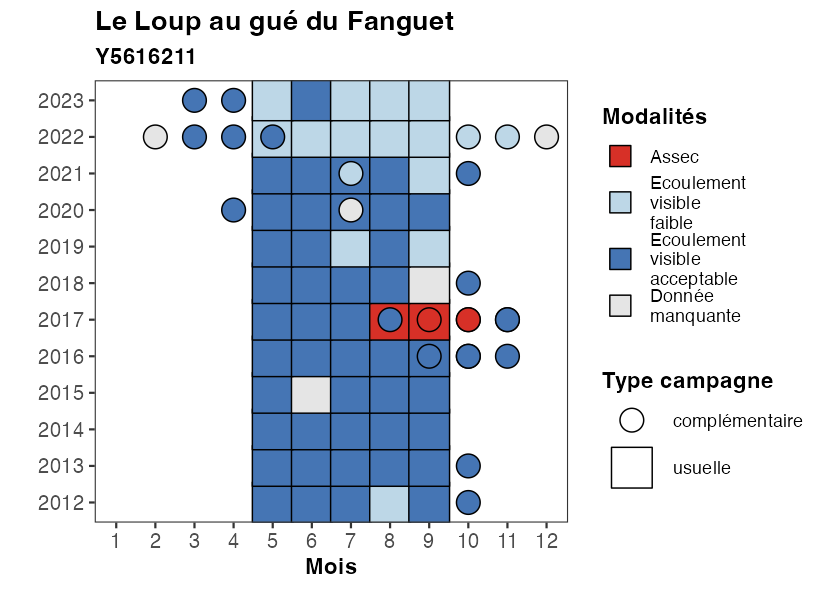 Le Loup au gué du Fanguet
Y5616211
2023
2022
2021
2020
2019
2018
2017
2016
2015
2014
2013
2012
1 2 3 4 5 6 7 8 9 10 11 12
Mois
Modalités
Assec
Ecoulement
visible
faible
Ecoulement
visible
acceptable
Donnée
manquante
Type campagne
complémentaire
usuelle